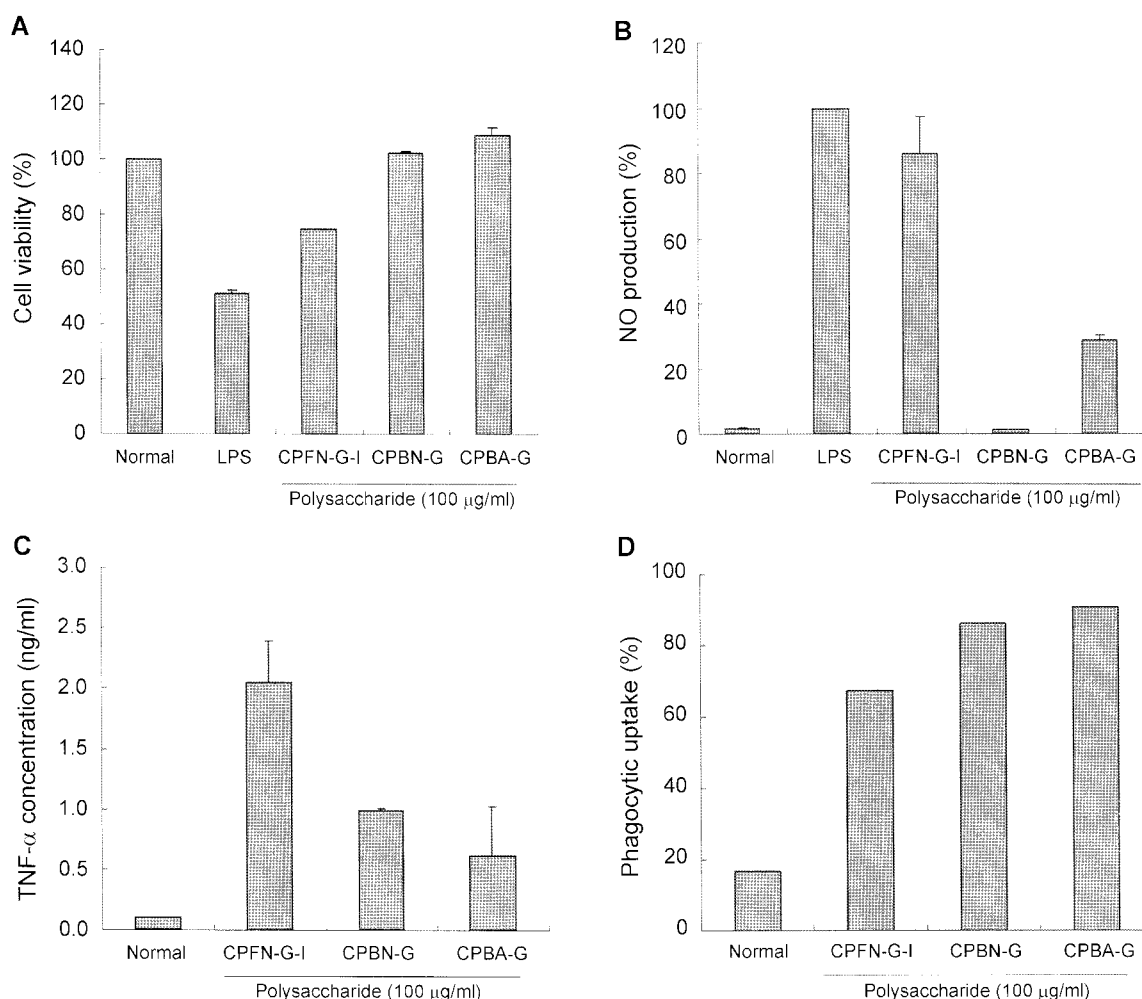 A
Cell viability (%)
140
120
100
80
60
40
20
0
Normal LPS CPFN-G-I CPBN-G CPBA-G
Polysaccharide (100 μg/ml)
B
NO production (%)
120
100
80
60
40
20
0
Normal LPS CPFN-G-I CPBN-G CPBA-G
Polysaccharide (100 μg/ml)
C
TNF-α concentration (ng/ml)
3.0
2.5
2.0
1.5
1.0
0.5
0.0
Normal CPFN-G-I CPBN-G CPBA-G
Polysaccharide (100 μg/ml)
D
Phagocytic uptake (%)
100
80
60
40
20
0
Normal CPFN-G-I CPBN-G CPBA-G
Polysaccharide (100 μg/ml)